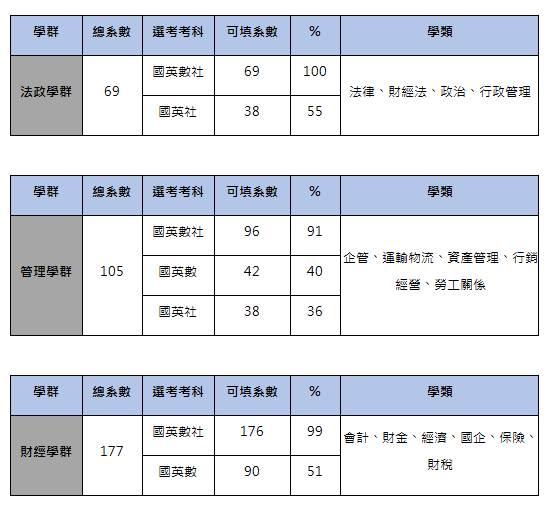 學群 總系數 選考考科 可填系數 % 學類
法政學群 69 國英數社 69 100 法律、財經法、政治、行政管理
國英社 38 55
學群 總系數 選考考科 可填系數 % 學類
管理學群 105 國英數社 96 91 企管、運輸物流、資產管理、行銷
國英數 42 40 經營、勞工關係
國英社 38 36
學群 總系數 選考考科 可填系數 % 學類
財經學群 177 國英數社 176 99 會計、財金、經濟、國企、保險、
國英數 90 51 財稅